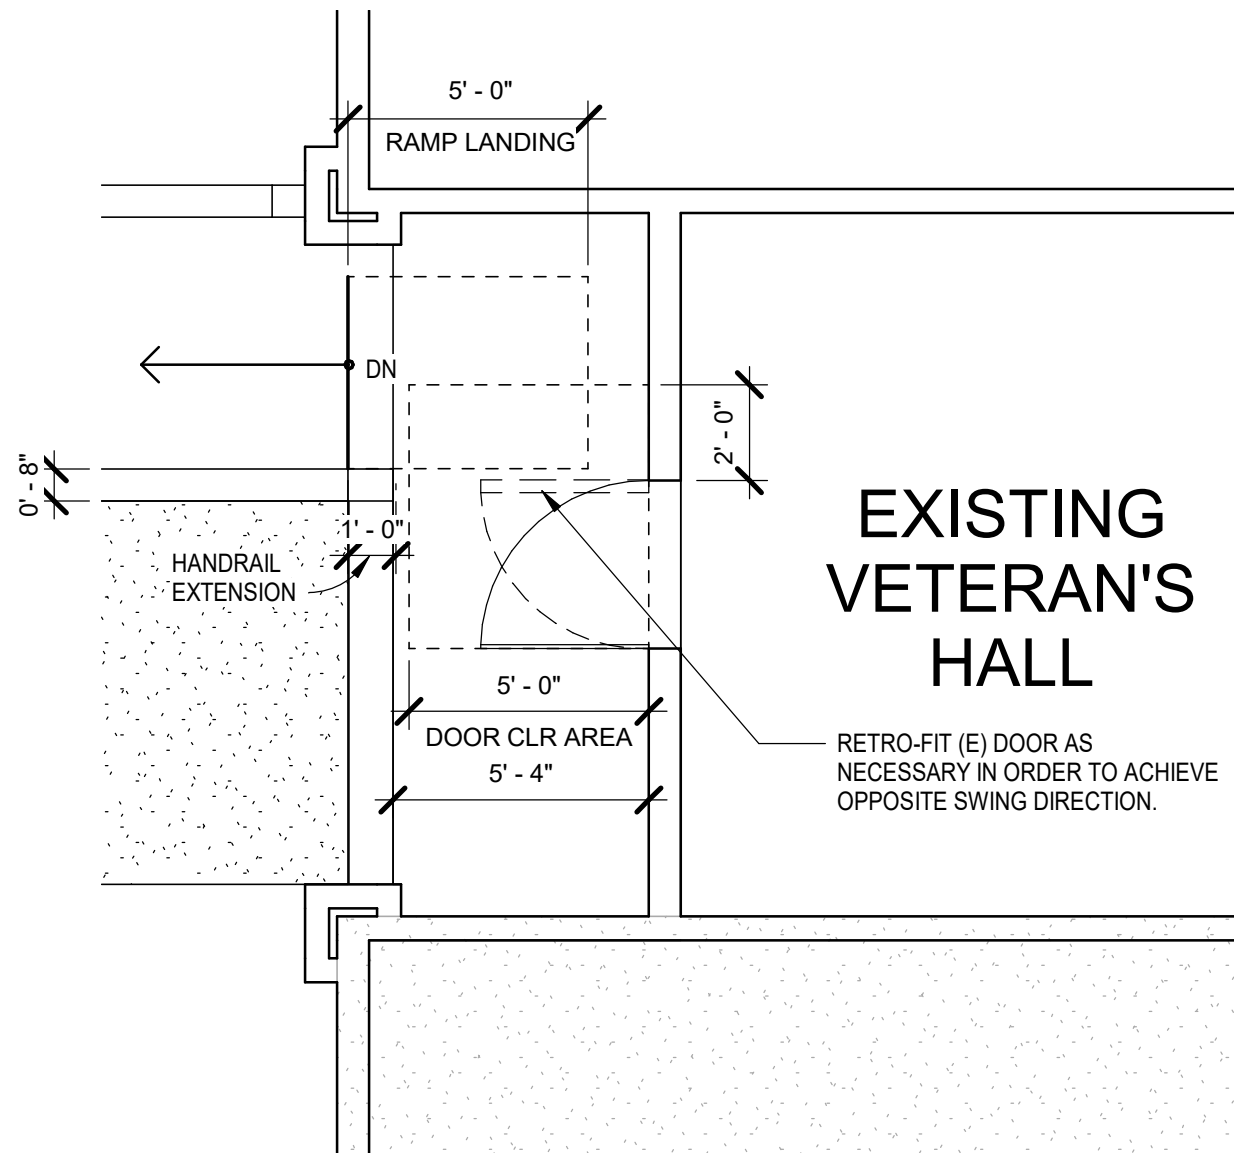 5' - 0"
RAMP LANDING
DN
2' - 0"
0' - 8"
1' - 0"
HANDRAIL
EXTENSION
EXISTING
VETERAN'S
HALL
5' - 0"
DOOR CLR AREA
5' - 4"
RETRO-FIT (E) DOOR AS
NECESSARY IN ORDER TO ACHIEVE
OPPOSITE SWING DIRECTION.